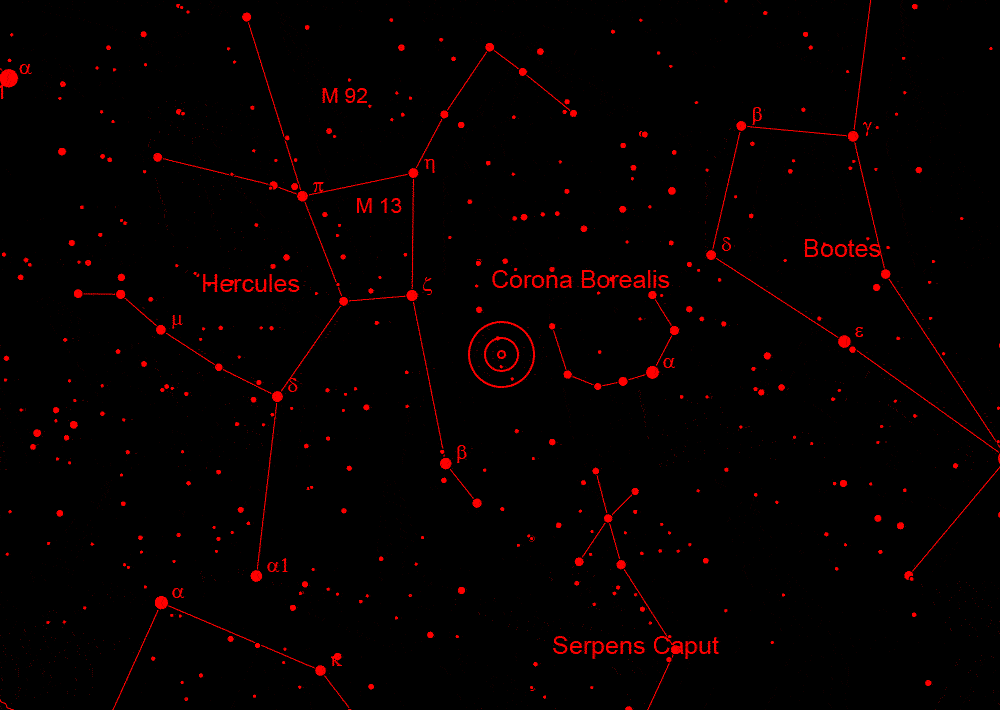 α
M 92
β
γ
η
π
M 13
δ
Bootes
Hercules
ζ
Corona Borealis
μ
ε
α
δ
β
α1
α
Serpens Caput
κ